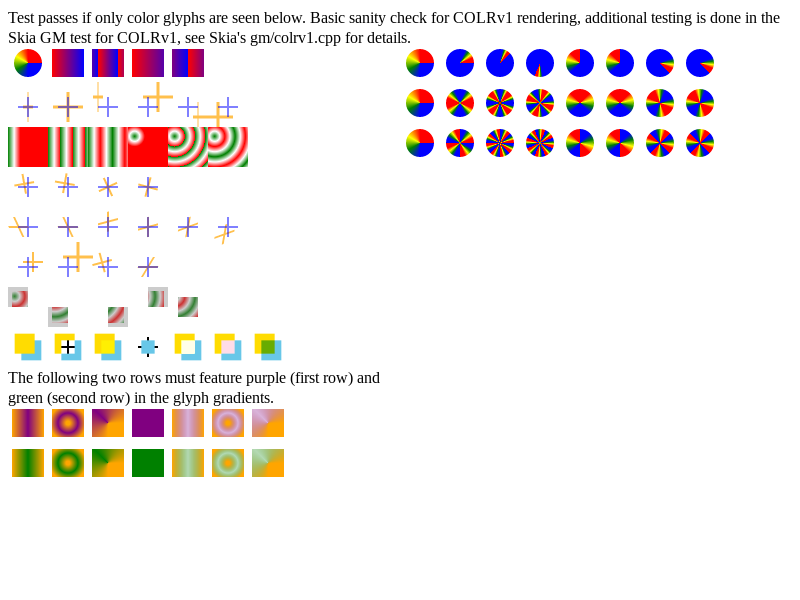 Test passes if only color glyphs are seen below. Basic sanity check for COLRv1 rendering, additional testing is done in the
Skia GM test for COLRv1, see Skia's gm/colrv1.cpp for details.
The following two rows must feature purple (first row) and
green (second row) in the glyph gradients.